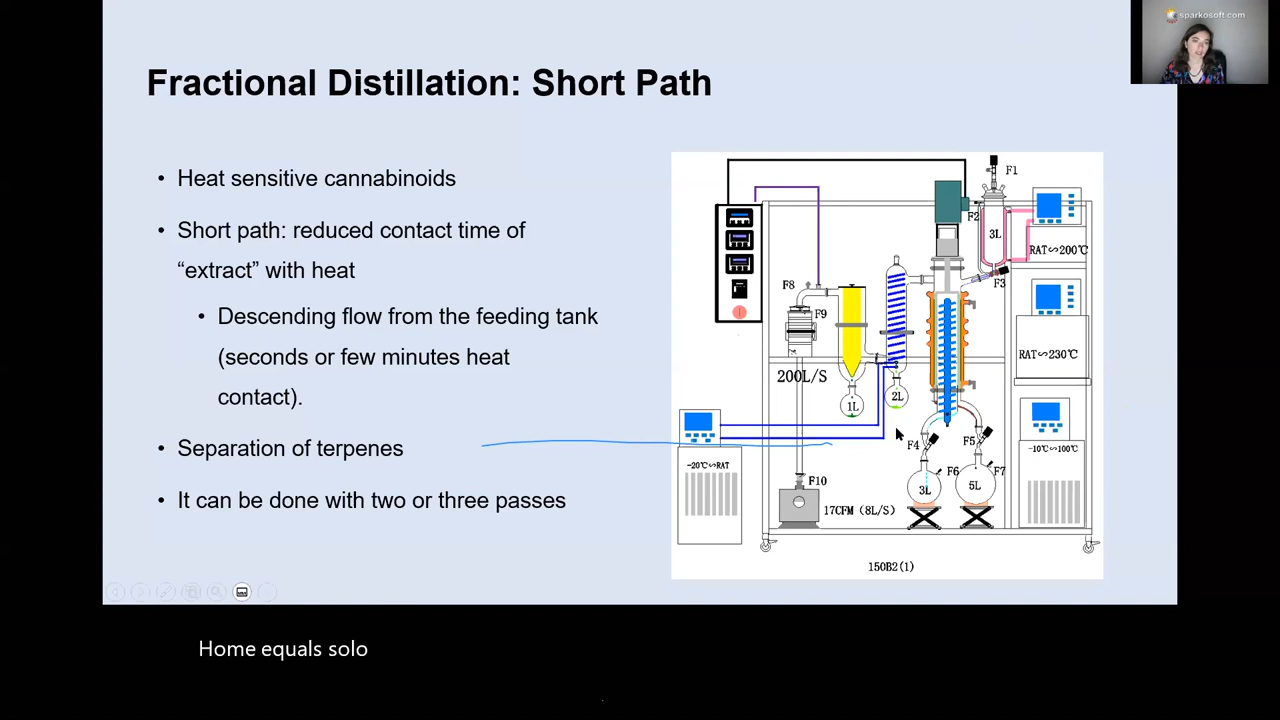 sparkosoft.com
Fractional Distillation: Short Path
• Heat sensitive cannabinoids
• Short path: reduced contact time of
“extract” with heat
• Descending flow from the feeding tank
(seconds or few minutes heat
contact).
• Separation of terpenes
• It can be done with two or three passes
F1
F2
3L
RAT∽200℃
F3
F8
F9
RAT∽230℃
200L/S
1L
2L
F4
F5
-10℃∽100℃
-20℃∽RAT
F10
F6
F7
3L
5L
17CFM (8L/S)
150B2(1)
Home equals solo